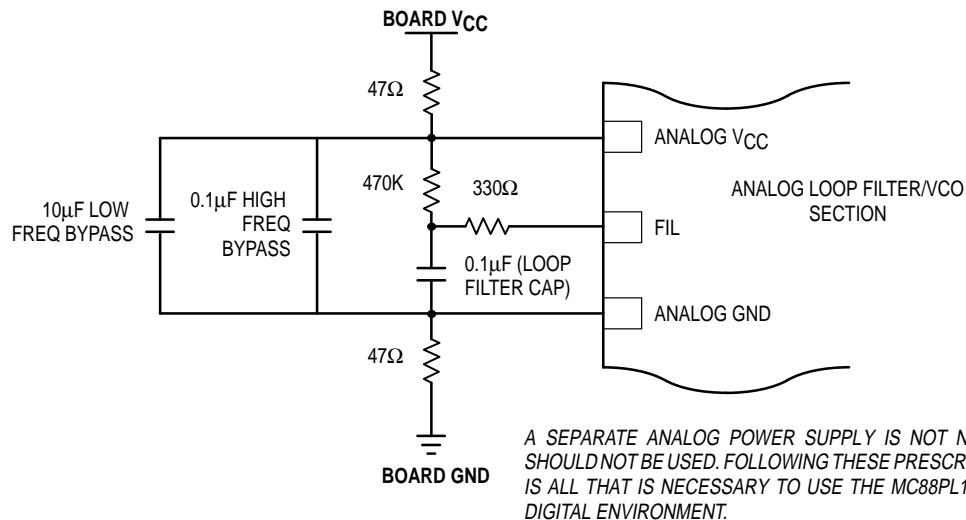 BOARD VCC
47Ω
ANALOG VCC
470K
330Ω
0.1µF HIGH
FREQ
BYPASS
10µF LOW
FREQ BYPASS
ANALOG LOOP FILTER/VCO
SECTION
FIL
0.1µF (LOOP
FILTER CAP)
ANALOG GND
47Ω
BOARD GND
A SEPARATE ANALOG POWER SUPPLY IS NOT
SHOULD NOT BE USED. FOLLOWING THESE
IS ALL THAT IS NECESSARY TO USE THE
DIGITAL ENVIRONMENT.